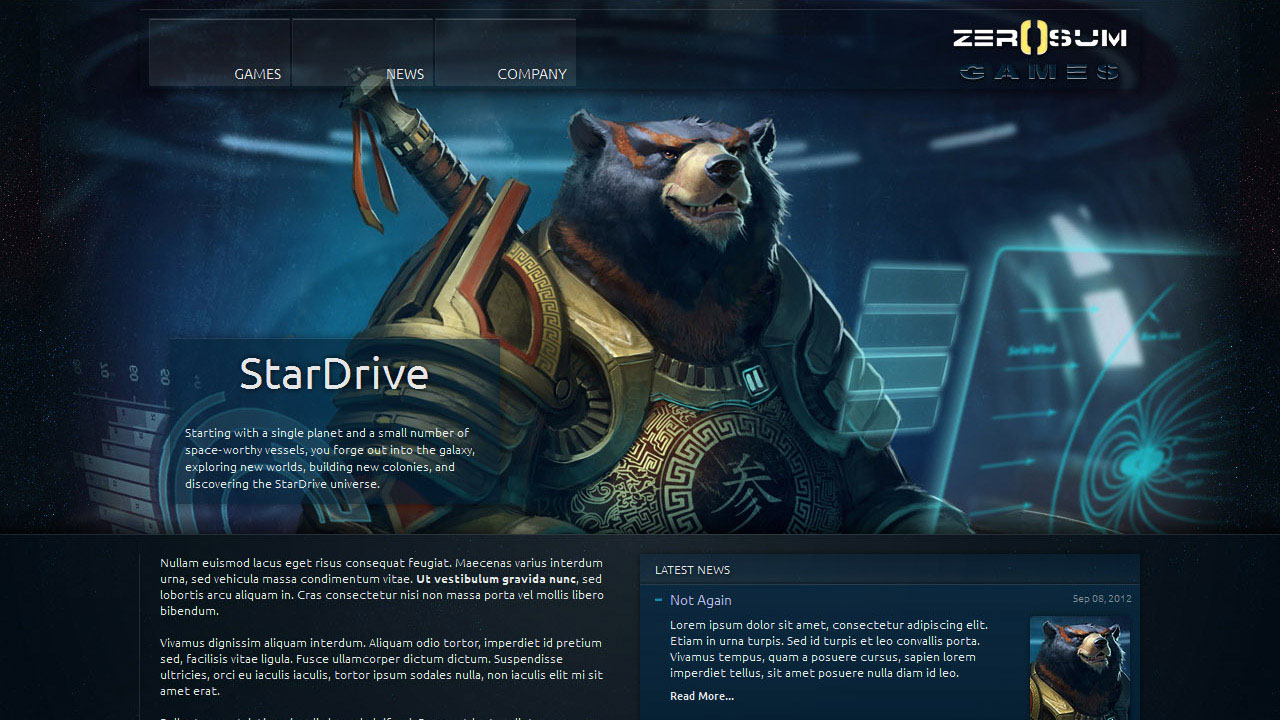 GAMES
NEWS
COMPANY
ZEROSUM
GAMES
Solar Wind
Bow Shock
参
70
60
50
StarDrive
Starting with a single planet and a small number of
space-worthy vessels, you forge out into the galaxy,
exploring new worlds, building new colonies, and
discovering the StarDrive universe.
Nullam euismod lacus eget risus consequat feugiat. Maecenas varius interdum
urna, sed vehicula massa condimentum vitae. Ut vestibulum gravida nunc, sed
lobortis arcu aliquam in. Cras consectetur nisi non massa porta vel mollis libero
bibendum.
Vivamus dignissim aliquam interdum. Aliquam odio tortor, imperdiet id pretium
sed, facilisis vitae ligula. Fusce ullamcorper dictum dictum. Suspendisse
ultricies, orci eu iaculis iaculis, tortor ipsum sodales nulla, non iaculis elit mi sit
amet erat.
LATEST NEWS
Not Again
Sep 08, 2012
Lorem ipsum dolor sit amet, consectetur adipiscing elit.
Etiam in urna turpis. Sed id turpis et leo convallis porta.
Vivamus tempus, quam a posuere cursus, sapien lorem
imperdiet tellus, sit amet posuere nulla diam id leo.
Read More...